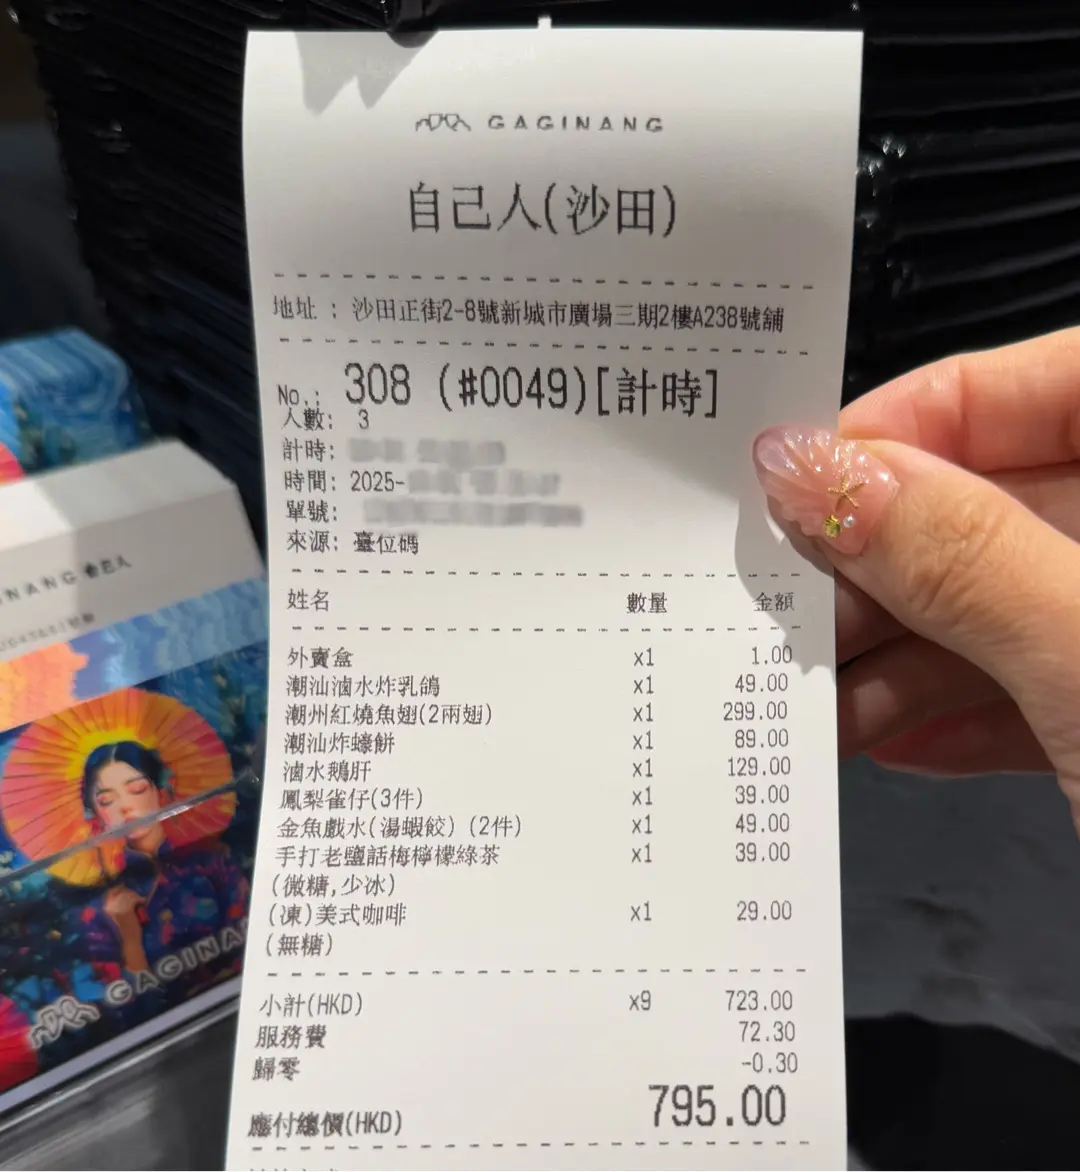 GAGINANG
自己人(沙田)
地址 : 沙田正街2-8號新城市廣場三期2樓A238號舖
No.: 308 (#0049)[計時]
人數: 3
計時:
時間: 2025-
單號:
來源: 臺位碼
姓名 數量 金額
外賣盒 x1 1.00
潮汕滷水炸乳鴿 x1 49.00
潮州紅燒魚翅(2兩翅) x1 299.00
潮汕炸蠔餅 x1 89.00
滷水鵝肝 x1 129.00
鳳梨雀仔(3件) x1 39.00
金魚戲水(湯蝦餃) (2件) x1 49.00
手打老鹽話梅檸檬綠茶 x1 39.00
(微糖,少冰)
(凍)美式咖啡 x1 29.00
(無糖)
小計(HKD) x9 723.00
服務費 72.30
歸零 -0.30
應付總價(HKD) 795.00
NANG 自己人
GAGINA